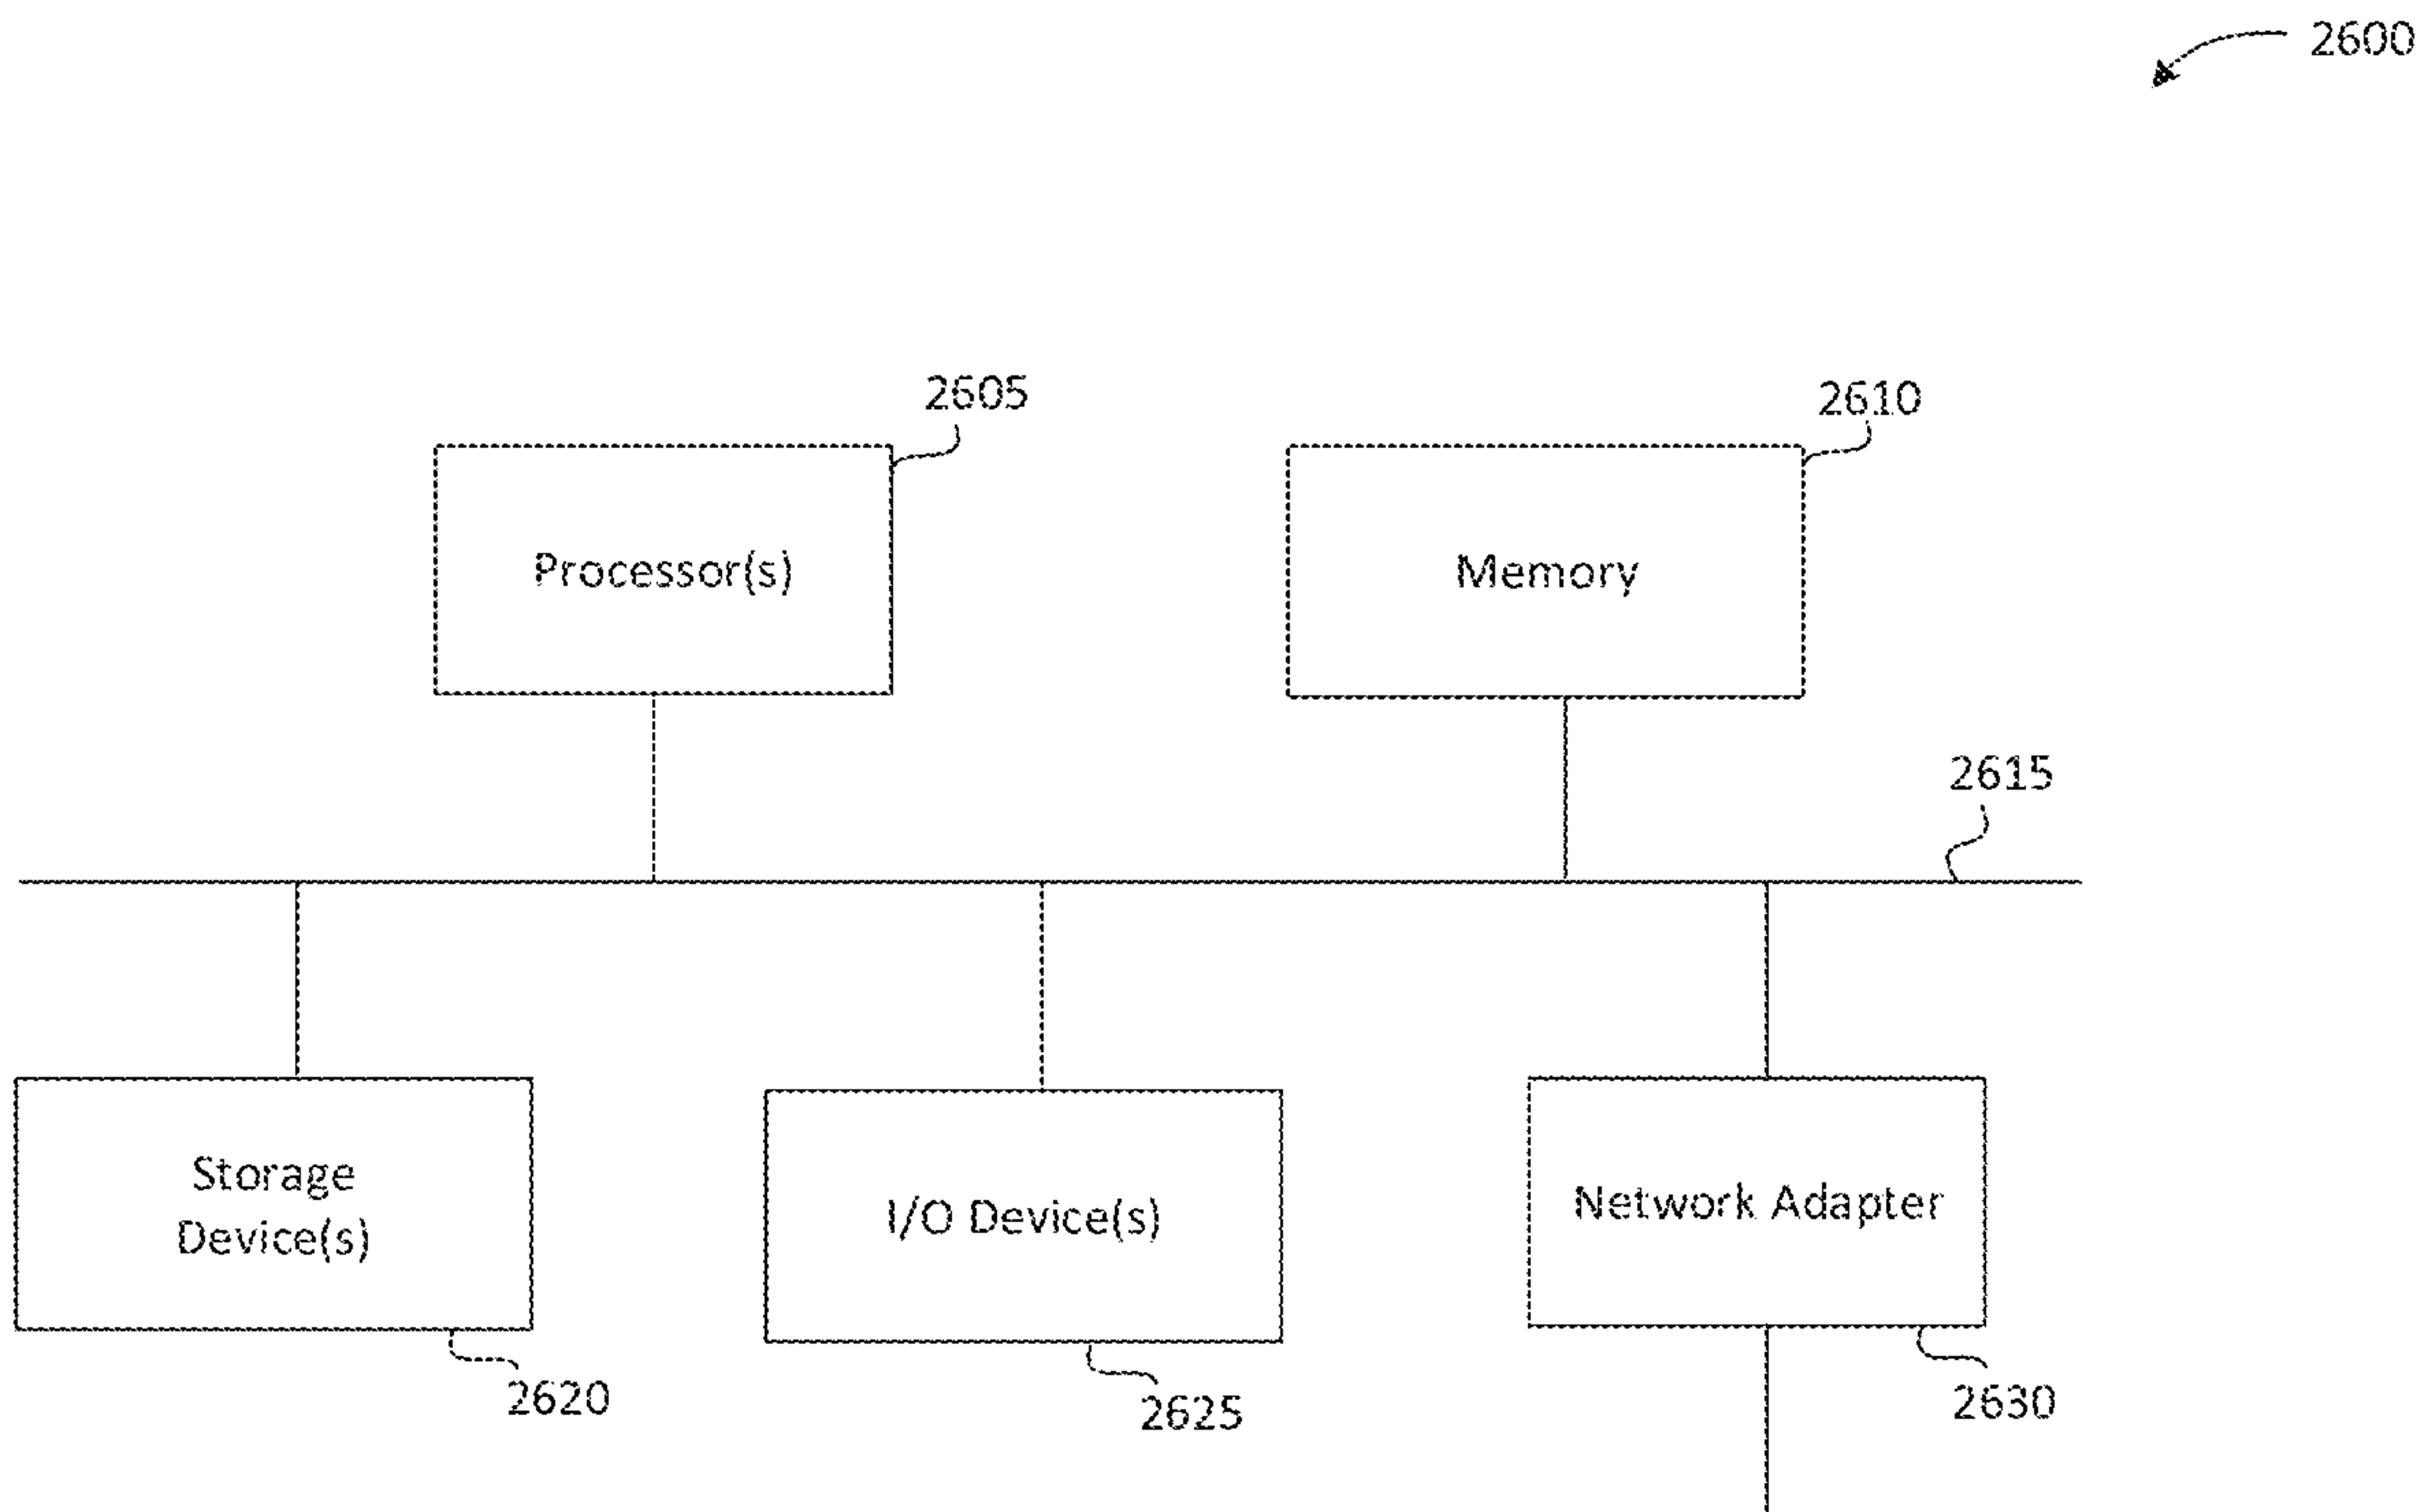 2600
2605
2610
Processor(s)
Memory
2615
Storage
Device(s)
I/O Device(s)
Network Adapter
2620
2625
2630